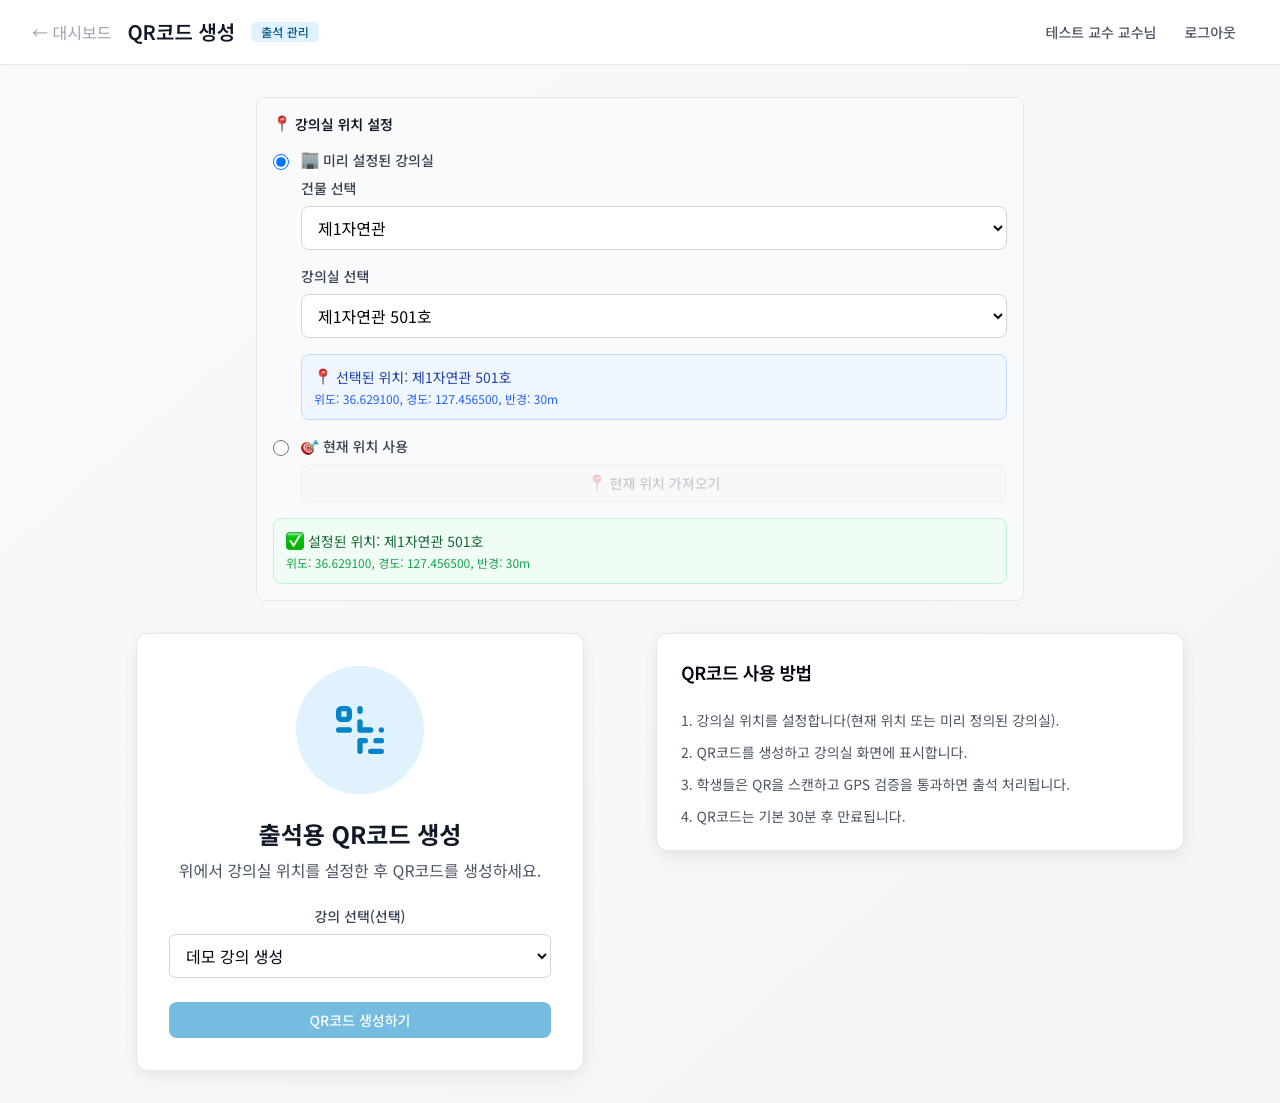 ← 대시보드 QR코드 생성 출석 관리 테스트 교수 교수님 로그아웃
📍 강의실 위치 설정
🏢 미리 설정된 강의실
건물 선택
제1자연관
강의실 선택
제1자연관 501호
📍 선택된 위치: 제1자연관 501호
위도: 36.629100, 경도: 127.456500, 반경: 30m
🎯 현재 위치 사용
📍 현재 위치 가져오기
✅ 설정된 위치: 제1자연관 501호
위도: 36.629100, 경도: 127.456500, 반경: 30m
출석용 QR코드 생성
위에서 강의실 위치를 설정한 후 QR코드를 생성하세요.
강의 선택(선택)
데모 강의 생성
QR코드 생성하기
QR코드 사용 방법
1. 강의실 위치를 설정합니다(현재 위치 또는 미리 정의된 강의실).
2. QR코드를 생성하고 강의실 화면에 표시합니다.
3. 학생들은 QR을 스캔하고 GPS 검증을 통과하면 출석 처리됩니다.
4. QR코드는 기본 30분 후 만료됩니다.